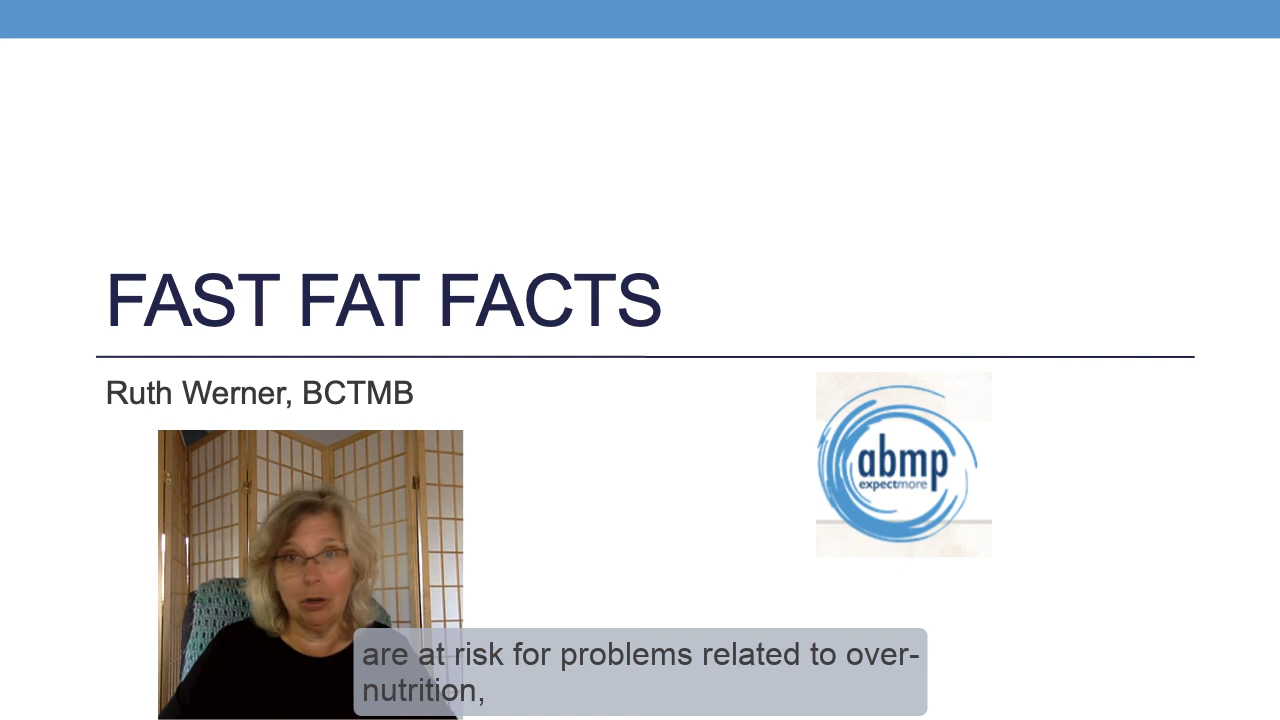 FAST FAT FACTS
Ruth Werner, BCTMB
abmp
expectmore
are at risk for problems related to over-
nutrition,